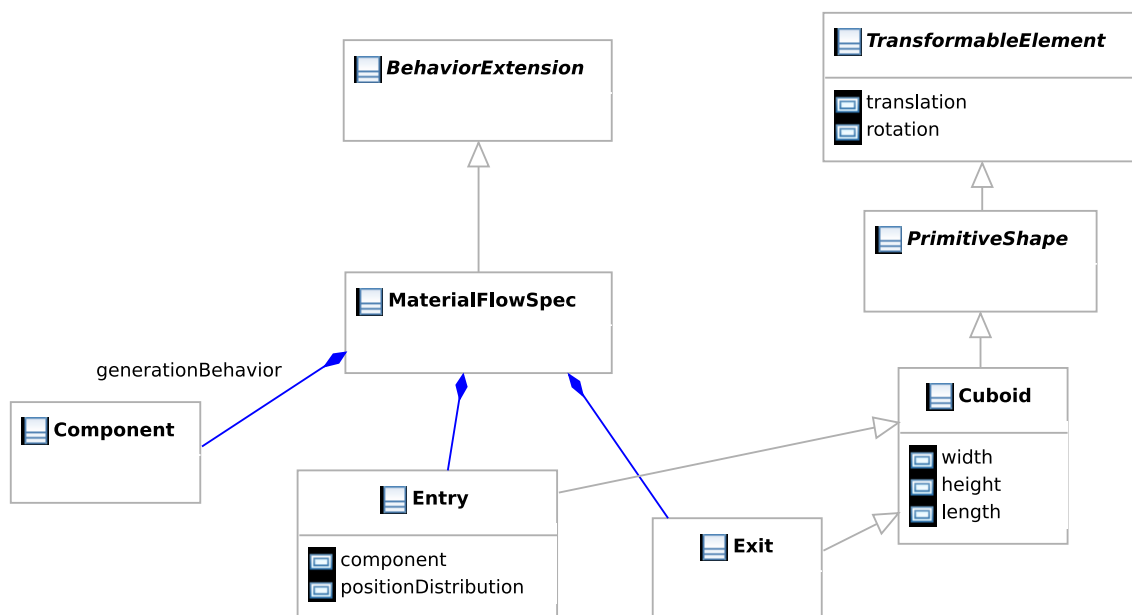 TransformableElement
translation
rotation
BehaviorExtension
PrimitiveShape
MaterialFlowSpec
generationBehavior
Component
Cuboid
width
height
length
Entry
component
positionDistribution
Exit